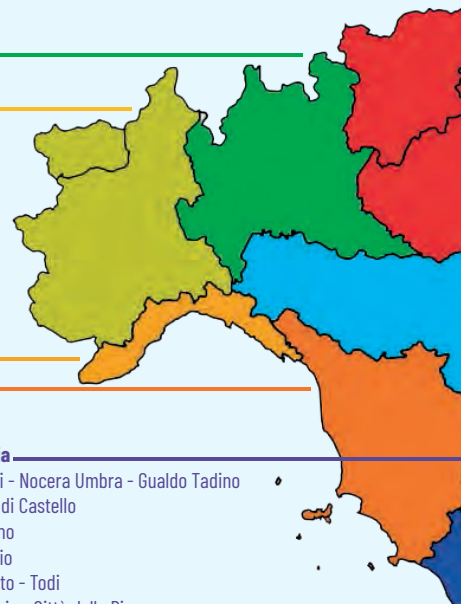 a
i - Nocera Umbra - Gualdo Tadino
di Castello
no
io
to - Todi